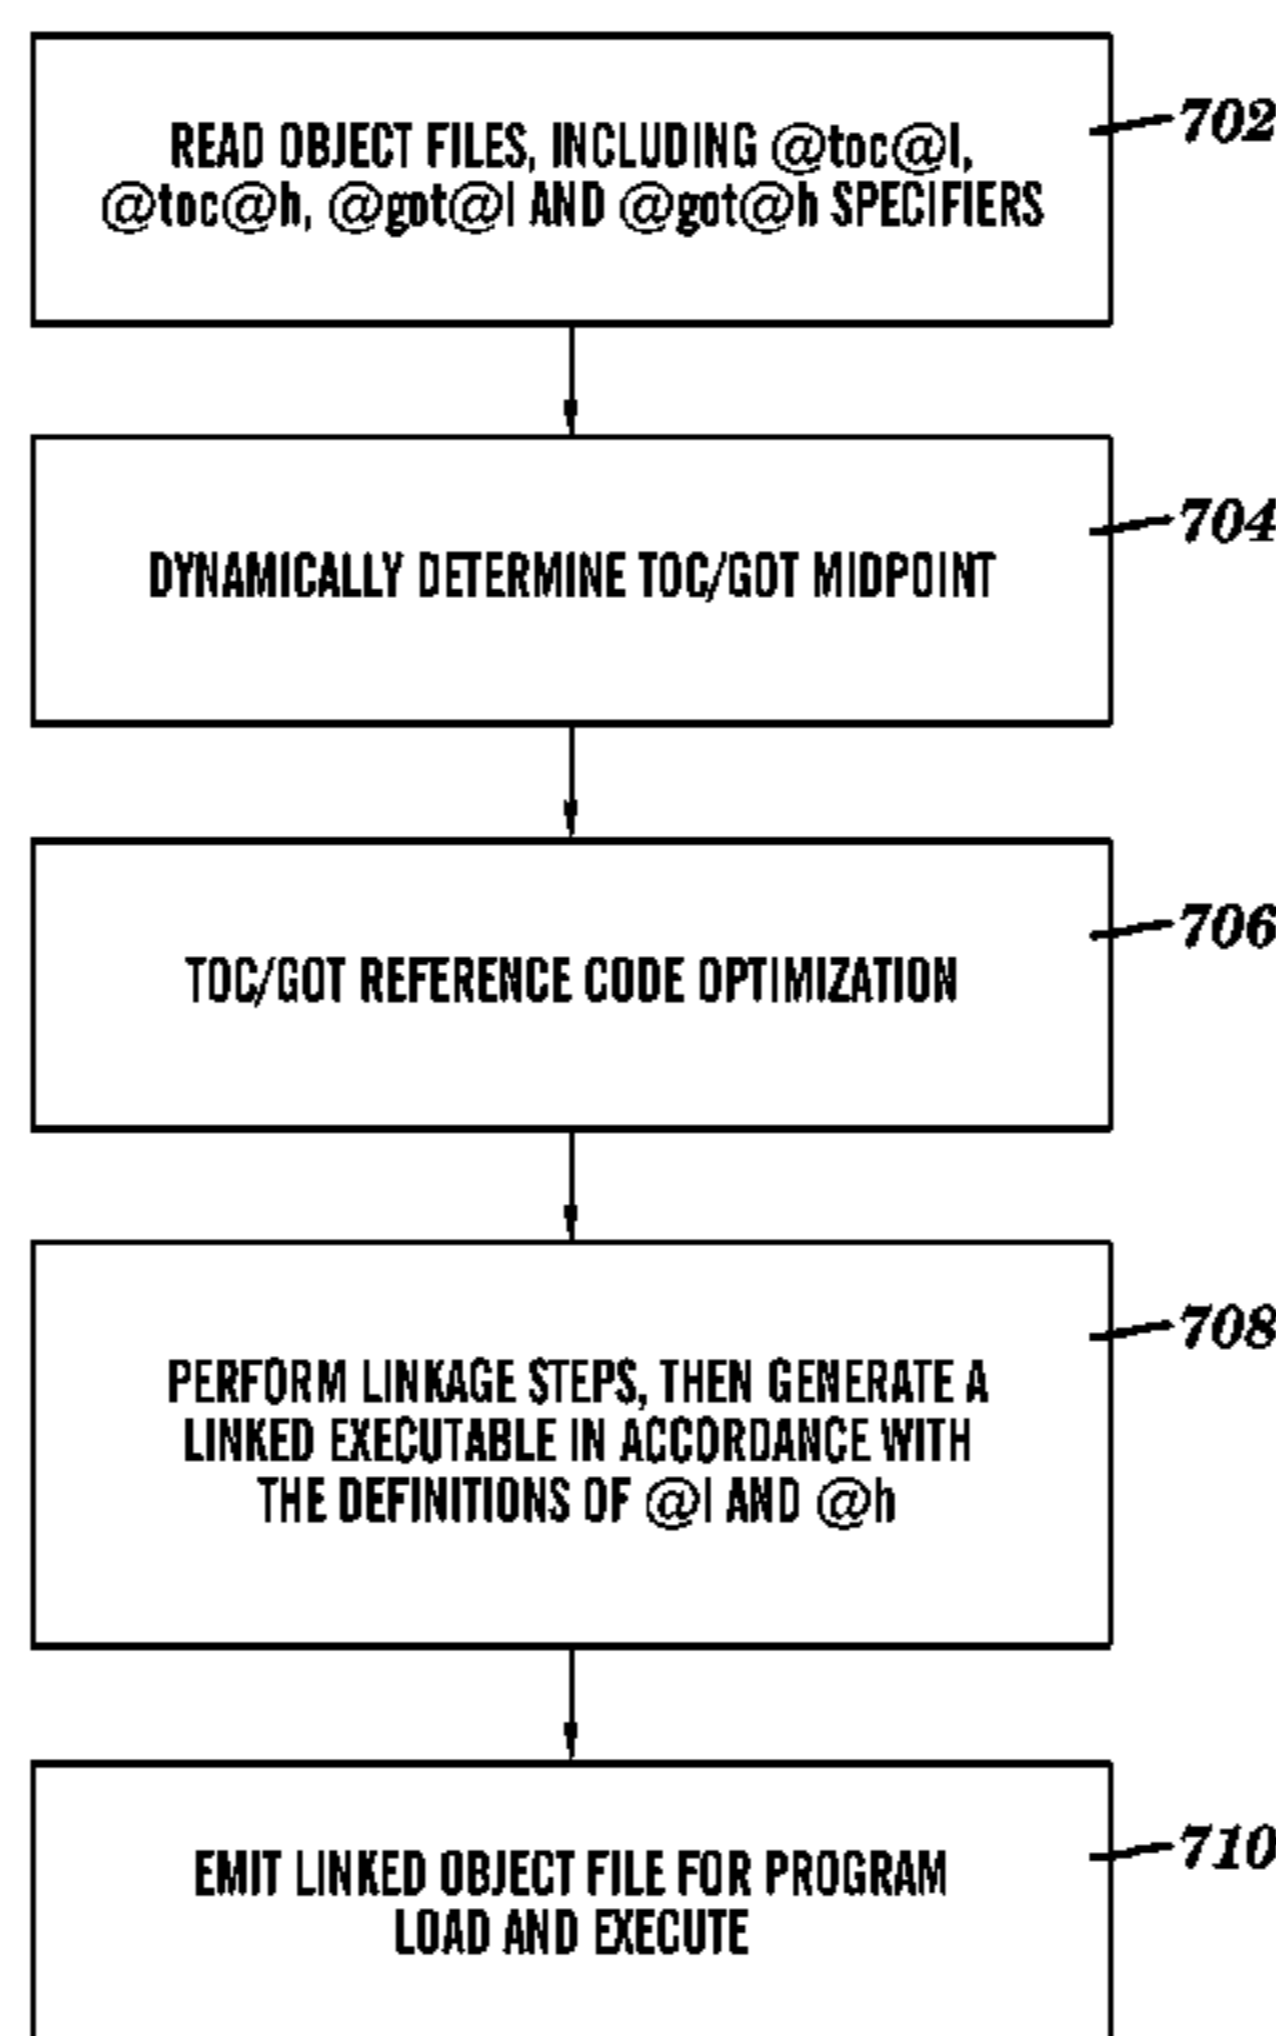 READ OBJECT FILES, INCLUDING @toc@l,
@toc@h, @got@l AND @got@h SPECIFIERS
702
DYNAMICALLY DETERMINE TOC/GOT MIDPOINT
704
TOC/GOT REFERENCE CODE OPTIMIZATION
706
PERFORM LINKAGE STEPS, THEN GENERATE A
LINKED EXECUTABLE IN ACCORDANCE WITH
THE DEFINITIONS OF @l AND @h
708
EMIT LINKED OBJECT FILE FOR PROGRAM
LOAD AND EXECUTE
710